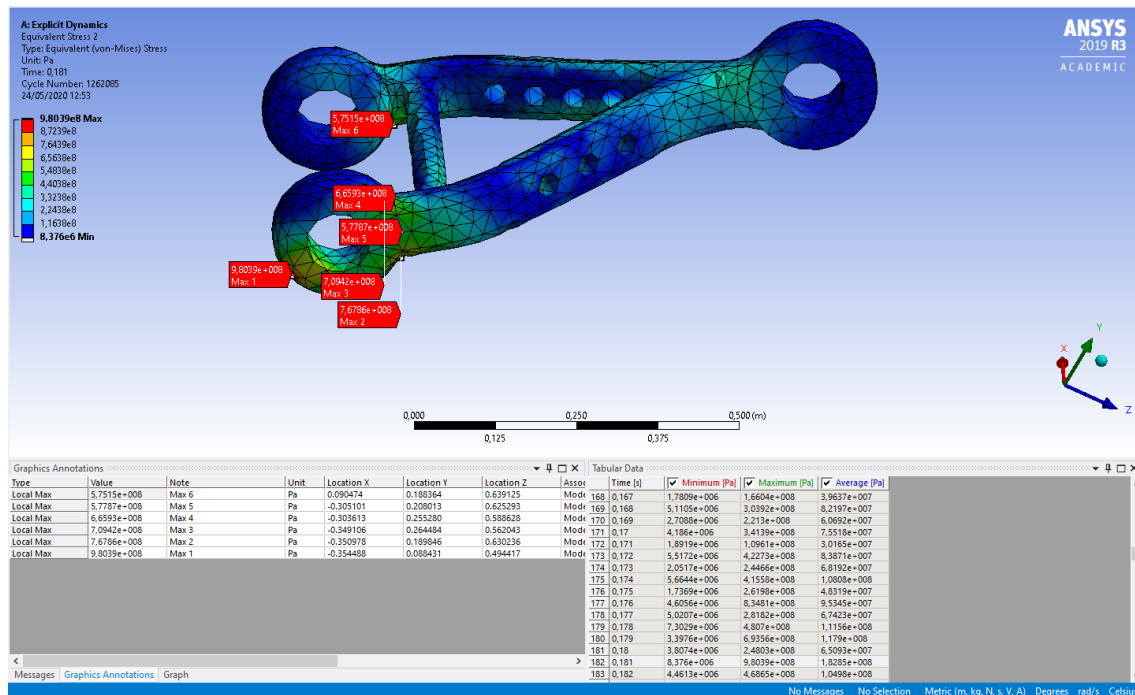 A: Explicit Dynamics
Equivalent Stress 2
Type: Equivalent (von-Mises) Stress
Unit: Pa
Time: 0,181
Cycle Number: 1262085
24/05/2020 12:53
9,8039e8 Max
8,7239e8
7,6439e8
6,5638e8
5,4838e8
4,4038e8
3,3238e8
2,2438e8
1,1638e8
8,376e6 Min
ANSYS
2019 R3
ACADEMIC
5,7515e+008
Max 6
6,6593e+008
Max 4
5,7787e+008
Max 5
9,8039e+008
Max 1
7,0942e+008
Max 3
7,6786e+008
Max 2
Y
X
Z
0,000 0,250 0,500 (m)
0,125 0,375
Graphics Annotations
Type Value Note Unit Location X Location Y Location Z Assoc
Local Max 5,7515e+008 Max 6 Pa 0.090474 0.188364 0.639125 Mode
Local Max 5,7787e+008 Max 5 Pa -0.305101 0.208013 0.625293 Mode
Local Max 6,6593e+008 Max 4 Pa -0.303613 0.255280 0.588628 Mode
Local Max 7,0942e+008 Max 3 Pa -0.349106 0.264484 0.562043 Mode
Local Max 7,6786e+008 Max 2 Pa -0.350978 0.189846 0.630236 Mode
Local Max 9,8039e+008 Max 1 Pa -0.354488 0.088431 0.494417 Mode
Messages Graphics Annotations Graph
Tabular Data
Time [s] Minimum [Pa] Maximum [Pa] Average [Pa]
168 0,167 1,7809e+006 1,6604e+008 3,9637e+007
169 0,168 5,1105e+006 3,0392e+008 8,2197e+007
170 0,169 2,7088e+006 2,213e+008 6,0692e+007
171 0,17 4,186e+006 3,4139e+008 7,5518e+007
172 0,171 1,8919e+006 1,0961e+008 3,0165e+007
173 0,172 5,5172e+006 4,2273e+008 8,3871e+007
174 0,173 2,0517e+006 2,4466e+008 6,8192e+007
175 0,174 5,6644e+006 4,1558e+008 1,0808e+008
176 0,175 1,7369e+006 2,6198e+008 4,8319e+007
177 0,176 4,6056e+006 8,3481e+008 9,5345e+007
178 0,177 5,0207e+006 2,8182e+008 6,7423e+007
179 0,178 7,3029e+006 4,807e+008 1,1156e+008
180 0,179 3,3976e+006 6,9356e+008 1,179e+008
181 0,18 3,8074e+006 2,4803e+008 6,5093e+007
182 0,181 8,376e+006 9,8039e+008 1,8285e+008
183 0,182 4,4613e+006 4,6865e+008 1,0498e+008
No Messages No Selection Metric (m, kg, N, s, V, A) Degrees rad/s Celsiu